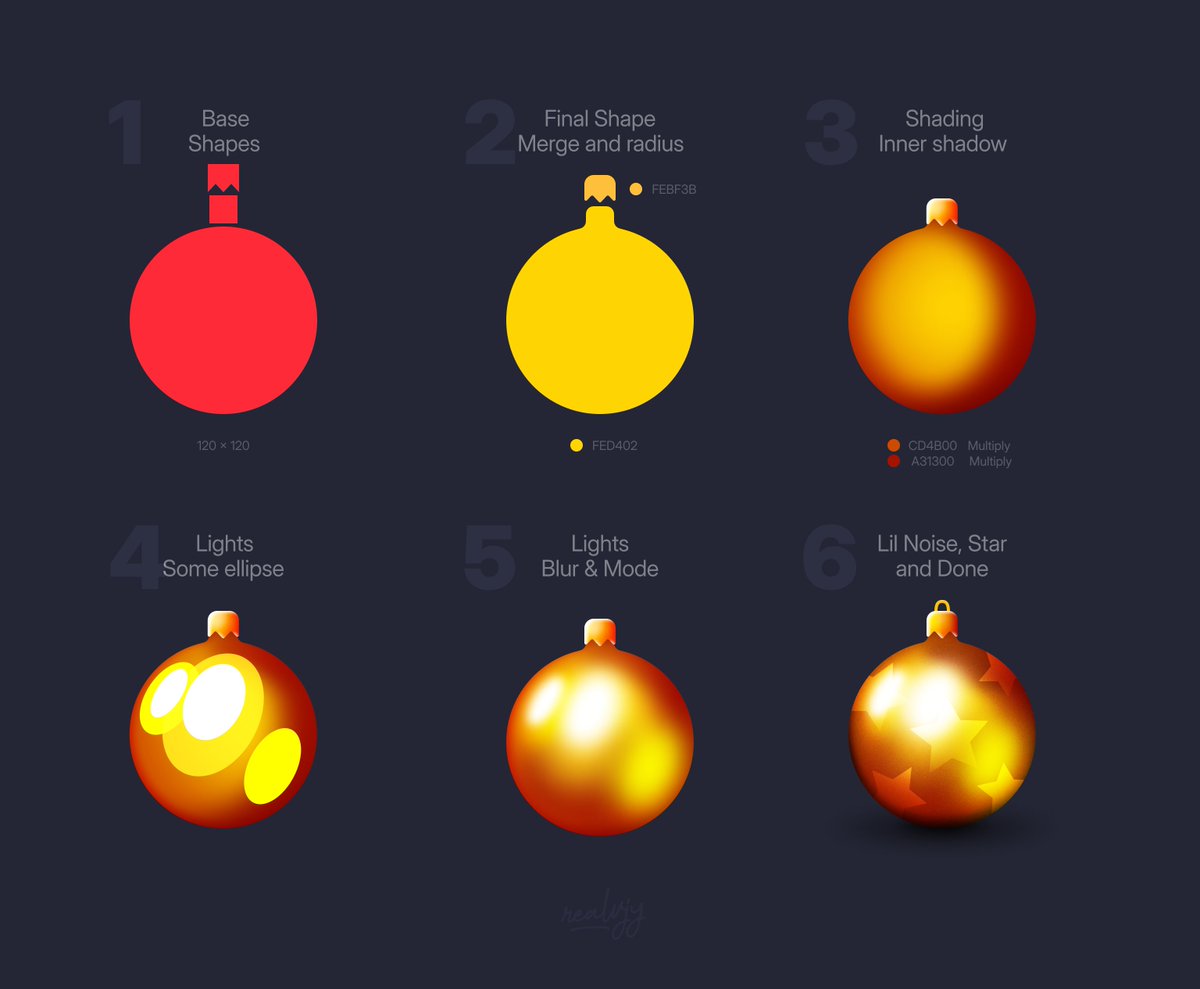 1
Base
Shapes
120 × 120
2
Final Shape
Merge and radius
FEBF3B
FED402
3
Shading
Inner shadow
CD4B00 Multiply
A31300 Multiply
4
Lights
Some ellipse
5
Lights
Blur & Mode
6
Lil Noise, Star
and Done
realvjy